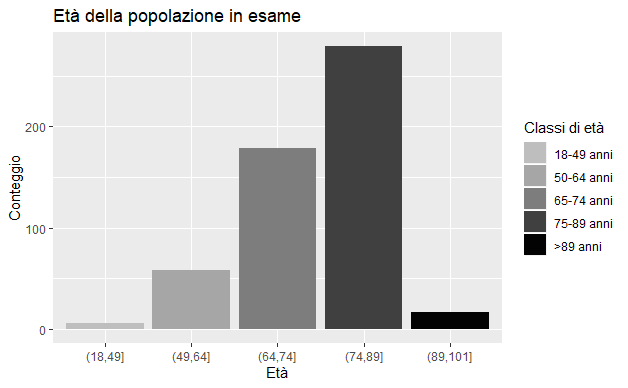 Età della popolazione in esame
Conteggio
200
100
0
(18,49]
(49,64]
(64,74]
(74,89]
(89,101]
Età
Classi di età
18-49 anni
50-64 anni
65-74 anni
75-89 anni
>89 anni